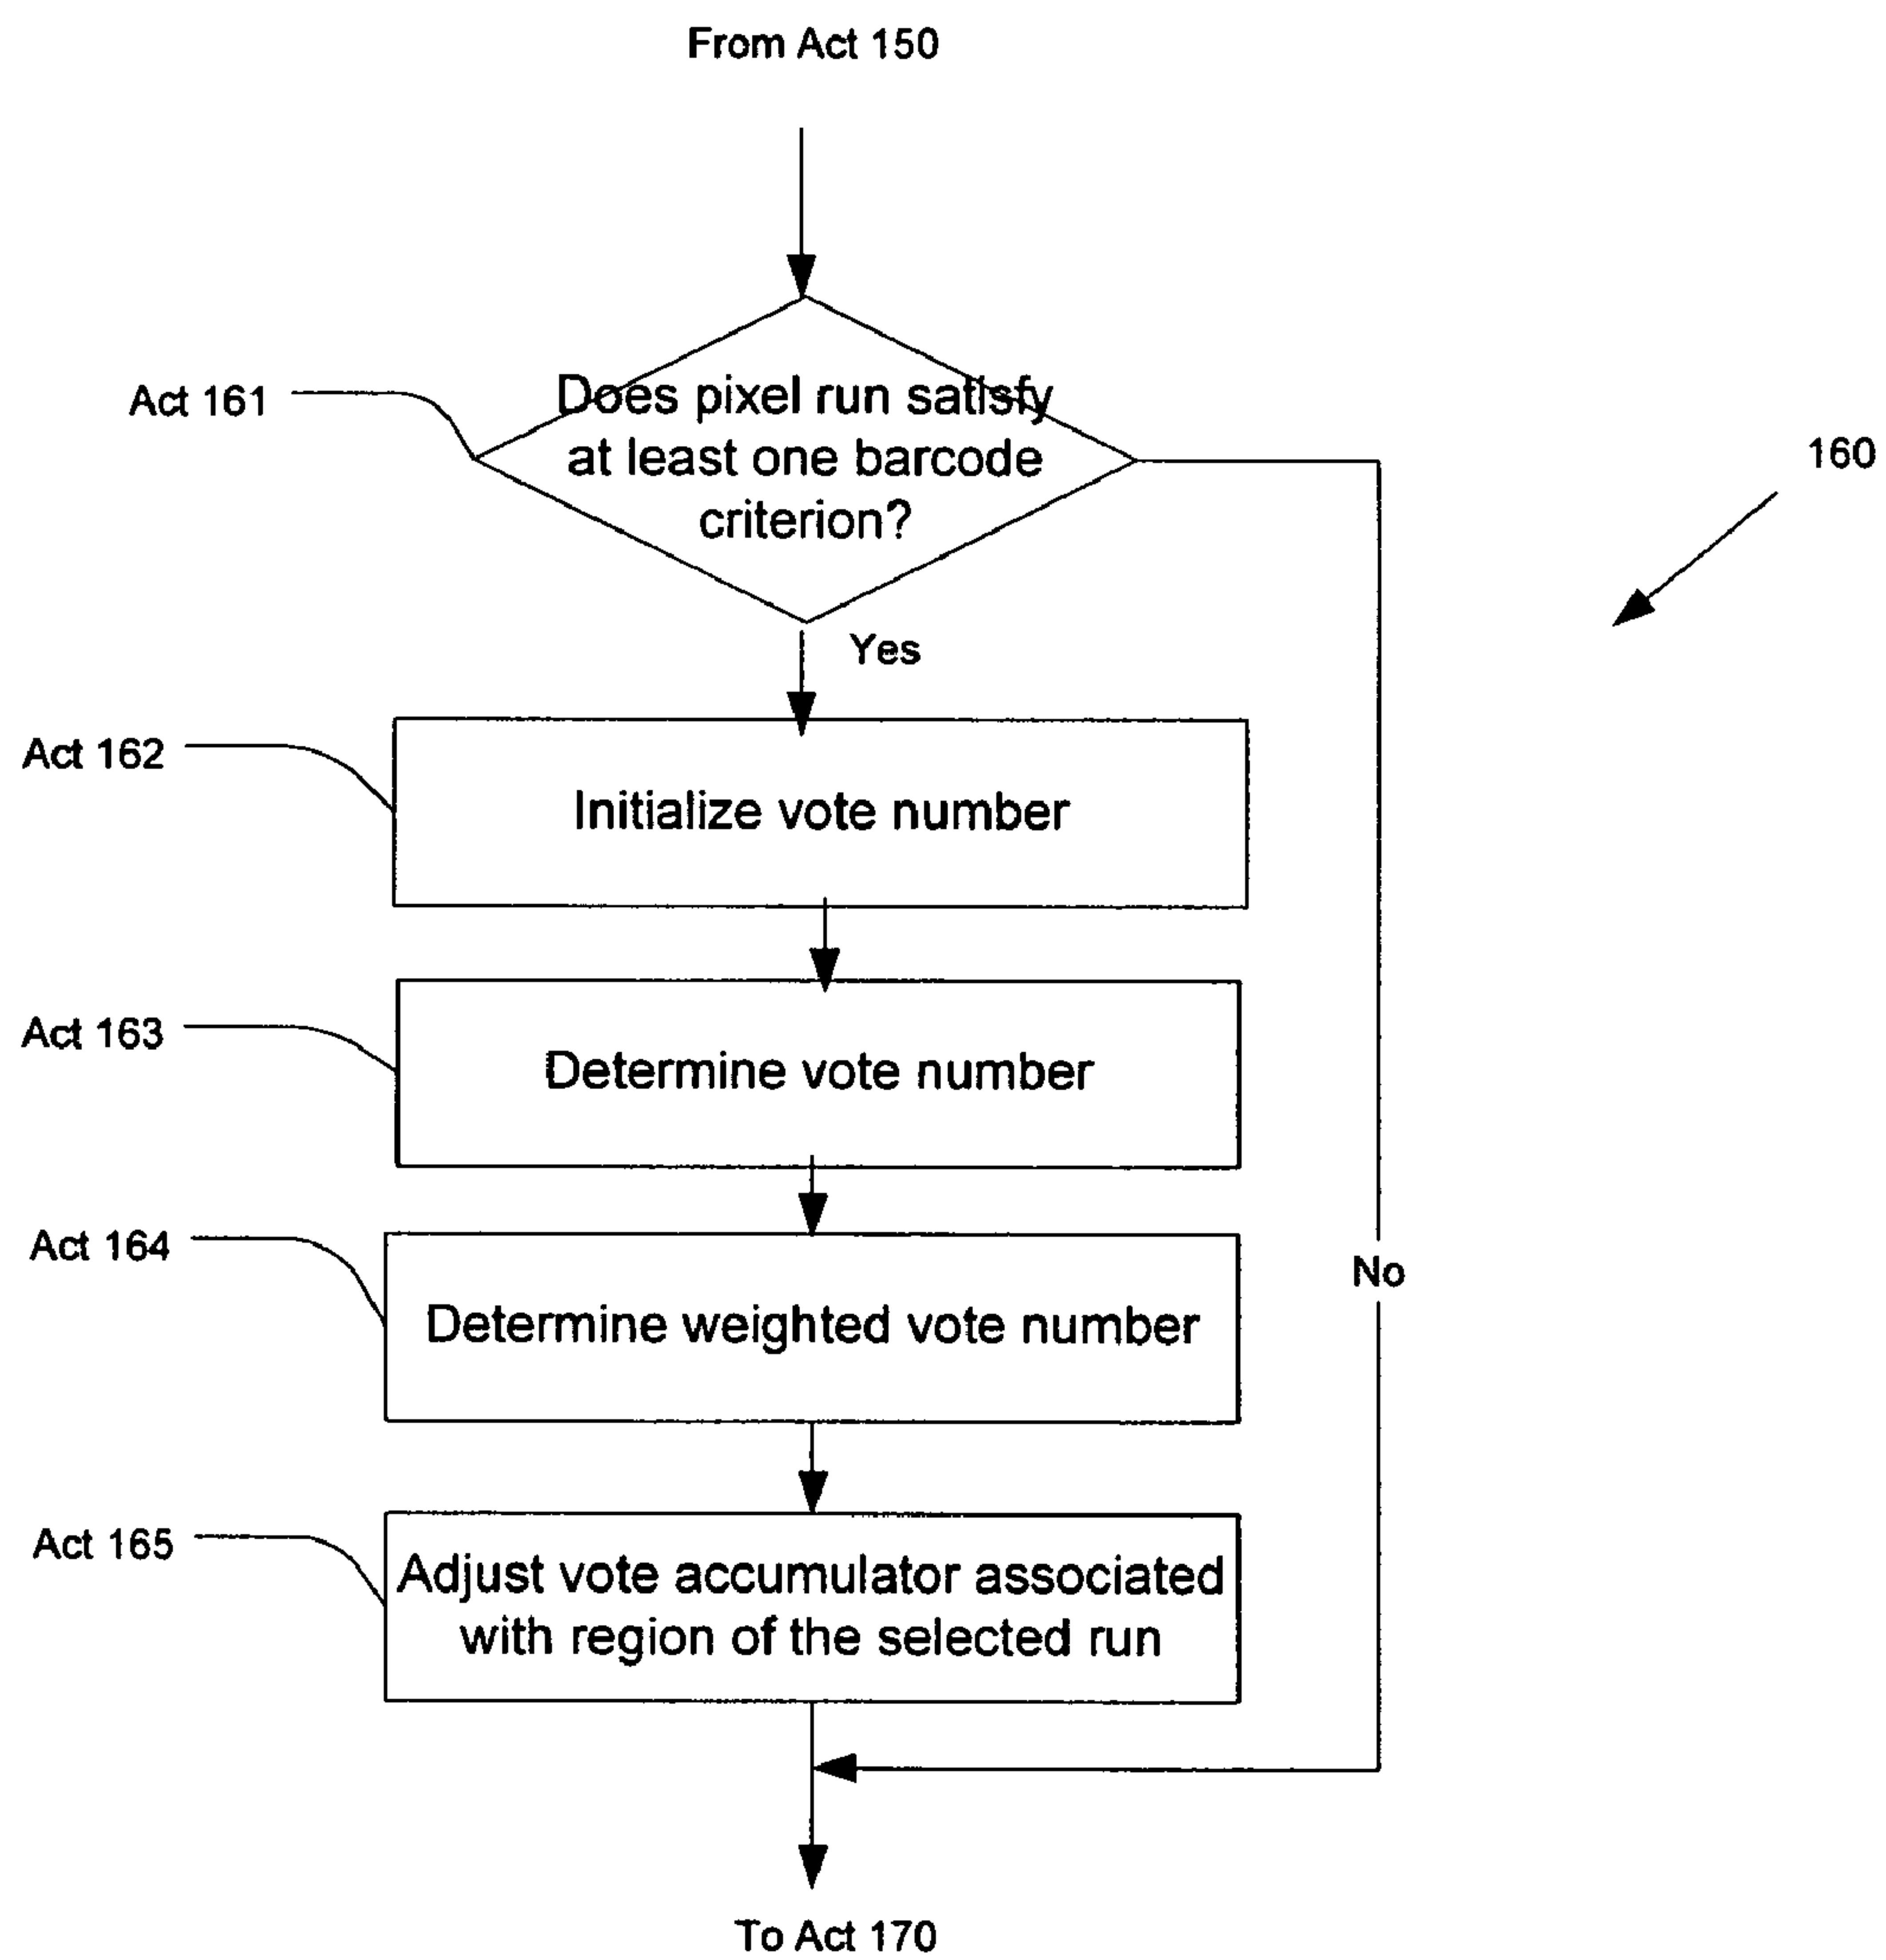 From Act 150
Act 161
Does pixel run satisfy
at least one barcode
criterion?
160
Yes
Act 162
Initialize vote number
Act 163
Determine vote number
Act 164
Determine weighted vote number
No
Act 165
Adjust vote accumulator associated
with region of the selected run
To Act 170